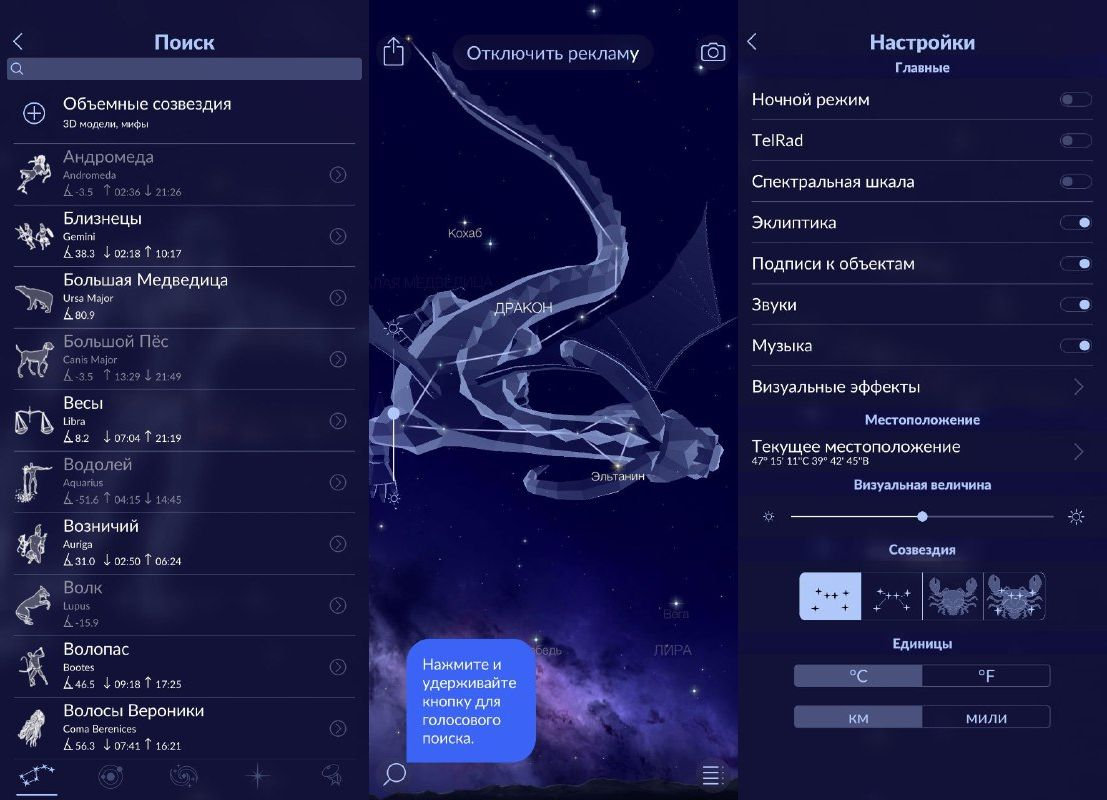 Поиск
Объемные созвездия
3D модели, мифы
Андромеда
Andromeda
-3.5 ↑ 02:36 ↓ 21:26
Близнецы
Gemini
38.3 ↓ 02:18 ↑ 10:17
Большая Медведица
Ursa Major
80.9
Большой Пёс
Canis Major
-3.5 ↑ 13:29 ↓ 21:49
Весы
Libra
8.2 ↓ 07:04 ↑ 21:19
Водолей
Aquarius
-51.6 ↑ 04:15 ↓ 14:45
Возничий
Auriga
31.0 ↓ 02:50 ↑ 06:24
Волк
Lupus
-15.9
Волопас
Bootes
46.5 ↓ 09:18 ↑ 17:25
Волосы Вероники
Coma Berenices
56.3 ↓ 07:41 ↑ 16:21
Отключить рекламу
Кохаб
ЛАЯ МЕДВЕДИЦА
ДРАКОН
Эльтанин
Вега
ЛИРА
ебедь
Нажмите и
удерживайте
кнопку для
голосового
поиска.
Настройки
Главные
Ночной режим
TelRad
Спектральная шкала
Эклиптика
Подписи к объектам
Звуки
Музыка
Визуальные эффекты
Местоположение
Текущее местоположение
47° 15' 11"С 39° 42' 45"В
Визуальная величина
Созвездия
Единицы
°C °F
км мили